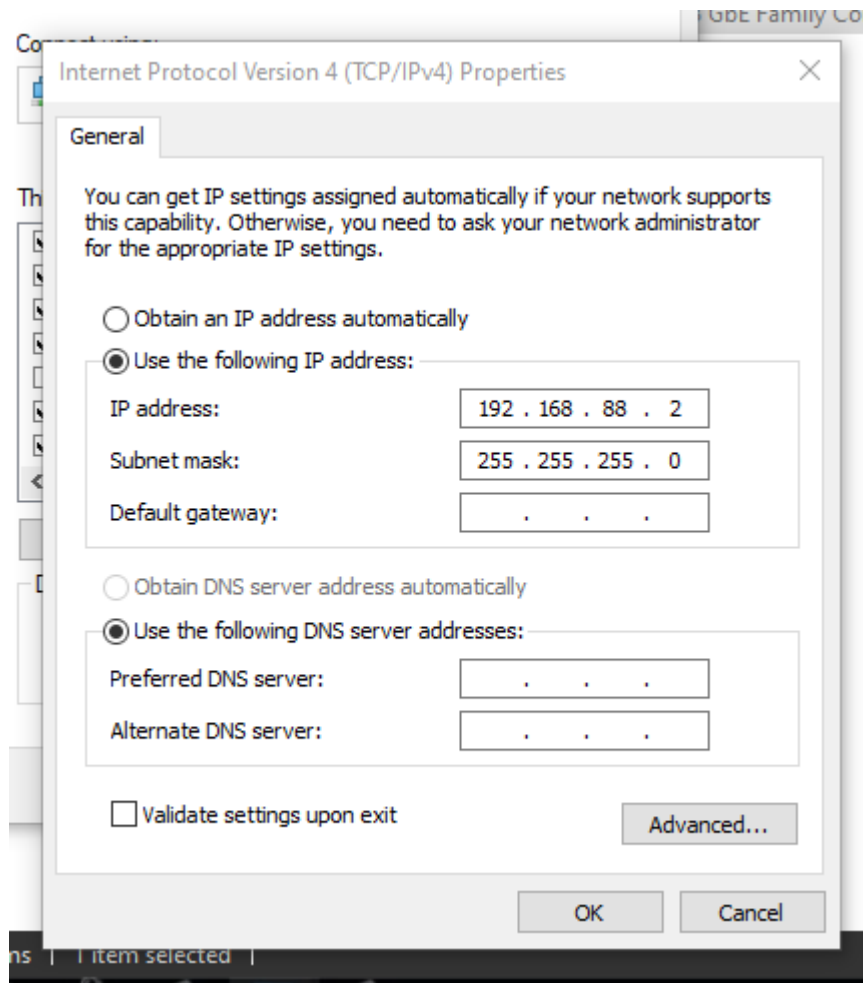 GbE Family Co
Connect using:
Internet Protocol Version 4 (TCP/IPv4) Properties
General
Th
You can get IP settings assigned automatically if your network supports
this capability. Otherwise, you need to ask your network administrator
for the appropriate IP settings.
Obtain an IP address automatically
Use the following IP address:
IP address: 192 . 168 . 88 . 2
Subnet mask: 255 . 255 . 255 . 0
Default gateway: . . .
Obtain DNS server address automatically
Use the following DNS server addresses:
Preferred DNS server: . . .
Alternate DNS server: . . .
Validate settings upon exit
Advanced...
OK Cancel
ms | 1 item selected |